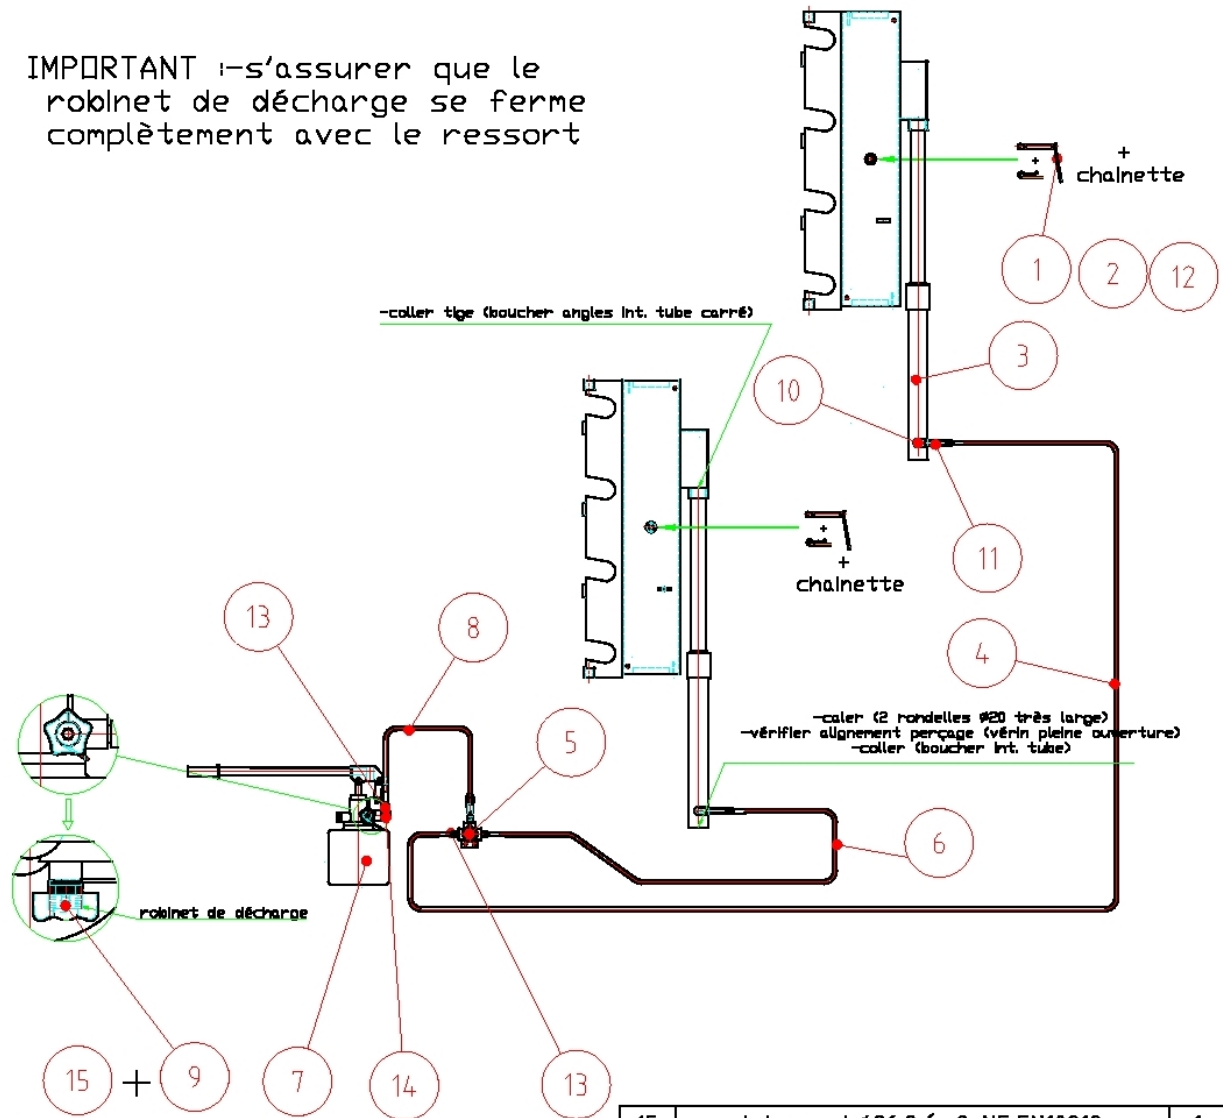 IMPORTANT :-s'assurer que le
robinet de décharge se ferme
complètement avec le ressort
+
+
chaînette
1
2
12
-coller tige (boucher angles int. tube carré)
3
10
+
+
chaînette
11
13
8
4
5
-caler (2 rondelles ø20 très large)
-vérifier alignement perçage (vérin pleine ouverture)
-coller (boucher int. tube)
6
robinet de décharge
15 + 9
7
14
13
15